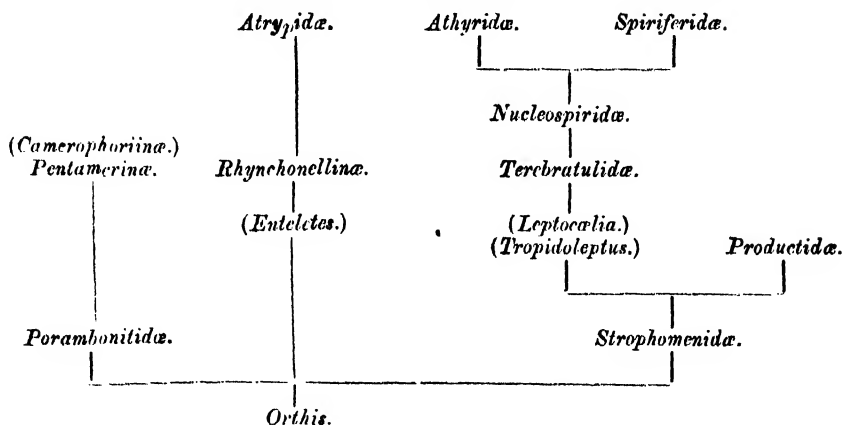 Atrypidæ. Athyridæ. Spiriferidæ.
Nucleospiridæ.
(Camerophoriinæ.)
Pentamerinæ. Rhynchonellinæ. Terebratulidæ.
(Enteletes.) (Leptocœlia.)
(Tropidoleptus.) Productidæ.
Porambonitidæ. Strophomenidæ.
Orthis.